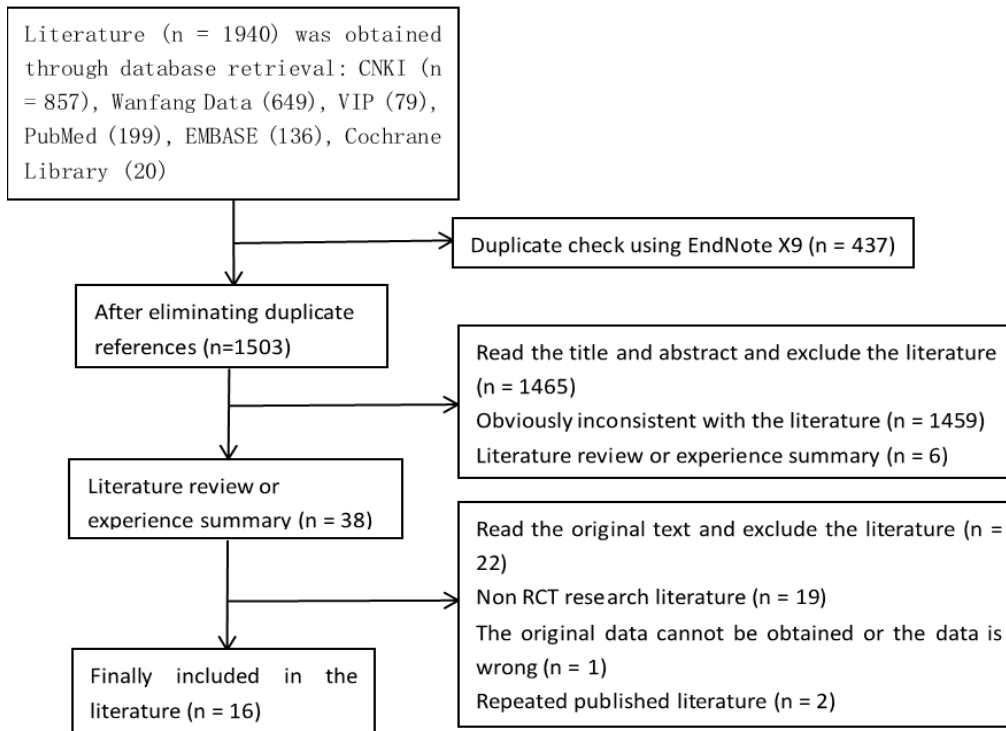 Literature (n = 1940) was obtained
through database retrieval: CNKI (n
= 857), Wanfang Data (649), VIP (79),
PubMed (199), EMBASE (136), Cochrane
Library (20)
Duplicate check using EndNote X9 (n = 437)
After eliminating duplicate
references (n=1503)
Read the title and abstract and exclude the literature
(n = 1465)
Obviously inconsistent with the literature (n = 1459)
Literature review or experience summary (n = 6)
Literature review or
experience summary (n = 38)
Read the original text and exclude the literature (n =
22)
Non RCT research literature (n = 19)
The original data cannot be obtained or the data is
wrong (n = 1)
Repeated published literature (n = 2)
Finally included in the
literature (n = 16)